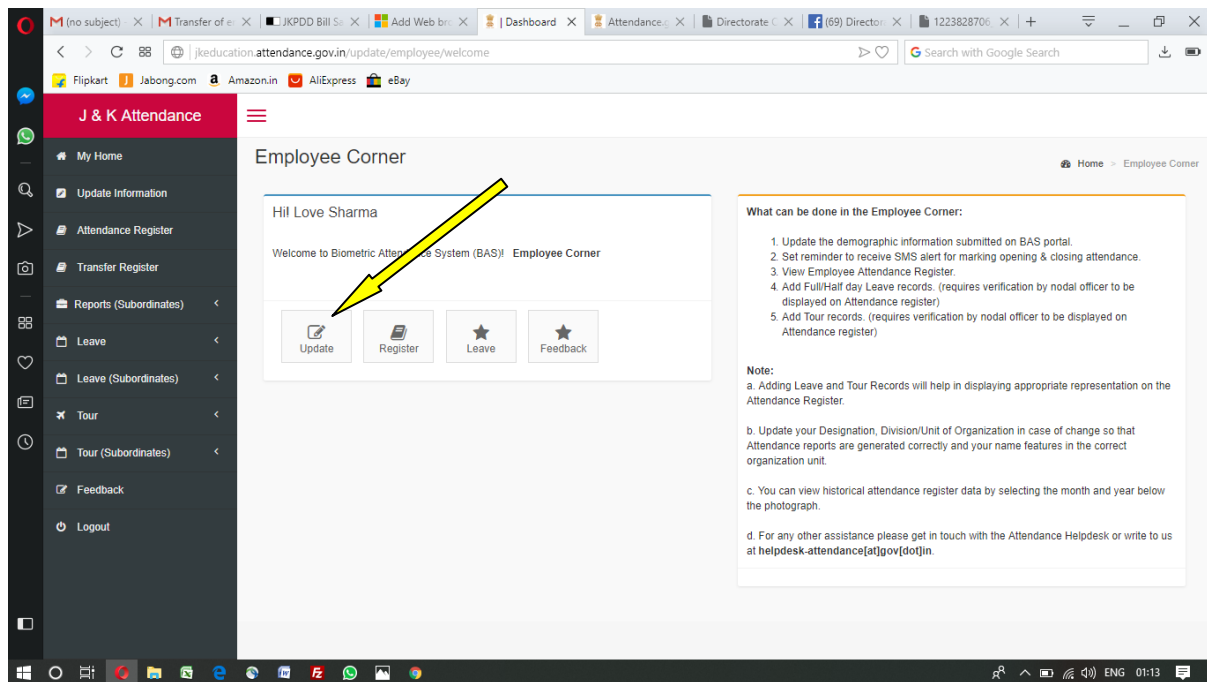 (no subject)
Transfer of e
JKPDD Bill Sa
Add Web bro
| Dashboard
Attendance.g
Directorate
(69) Director
1223828706
jkeducation.attendance.gov.in/update/employee/welcome
Search with Google Search
Flipkart
Jabong.com
Amazon.in
AliExpress
eBay
J & K Attendance
My Home
Update Information
Attendance Register
Transfer Register
Reports (Subordinates)
Leave
Leave (Subordinates)
Tour
Tour (Subordinates)
Feedback
Logout
Employee Corner
Home > Employee Corner
Hi! Love Sharma
Welcome to Biometric Attendance System (BAS)! Employee Corner
Update
Register
Leave
Feedback
What can be done in the Employee Corner:
1. Update the demographic information submitted on BAS portal.
2. Set reminder to receive SMS alert for marking opening & closing attendance.
3. View Employee Attendance Register.
4. Add Full/Half day Leave records. (requires verification by nodal officer to be
displayed on Attendance register)
5. Add Tour records. (requires verification by nodal officer to be displayed on
Attendance register)
Note:
a. Adding Leave and Tour Records will help in displaying appropriate representation on the
Attendance Register.
b. Update your Designation, Division/Unit of Organization in case of change so that
Attendance reports are generated correctly and your name features in the correct
organization unit.
c. You can view historical attendance register data by selecting the month and year below
the photograph.
d. For any other assistance please get in touch with the Attendance Helpdesk or write to us
at helpdesk-attendance[at]gov[dot]in.
ENG 01:13